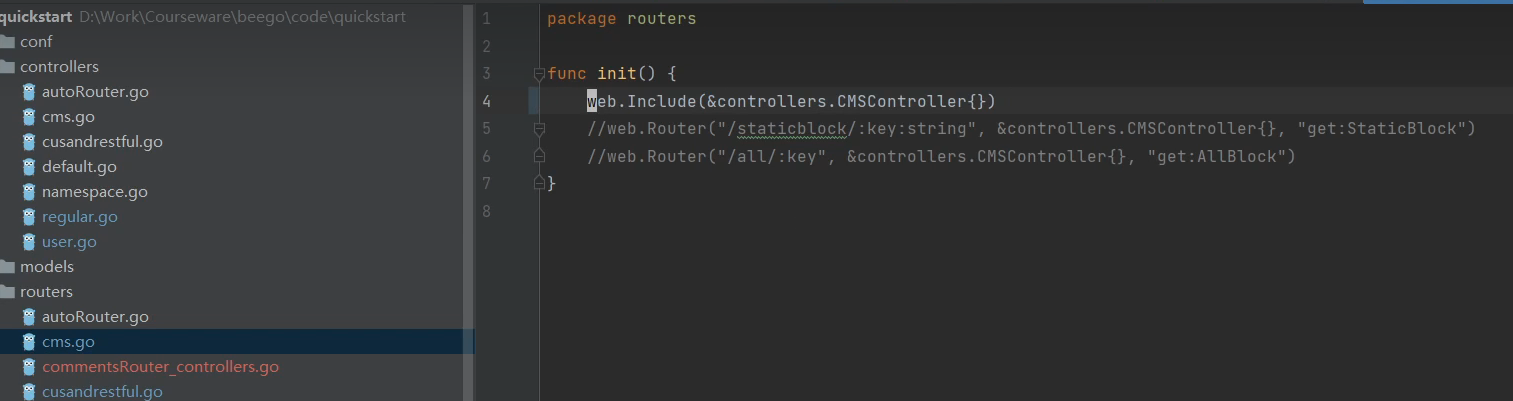 quickstart D:\Work\Courseware\beego\code\quickstart
conf
controllers
autoRouter.go
cms.go
cusandrestful.go
default.go
namespace.go
regular.go
user.go
models
routers
autoRouter.go
cms.go
commentsRouter_controllers.go
cusandrestful.go
1 package routers
2
3 func init() {
4 web.Include(&controllers.CMSController{})
5 //web.Router("/staticblock/:key:string", &controllers.CMSController{}, "get:StaticBlock")
6 //web.Router("/all/:key", &controllers.CMSController{}, "get:AllBlock")
7 }
8